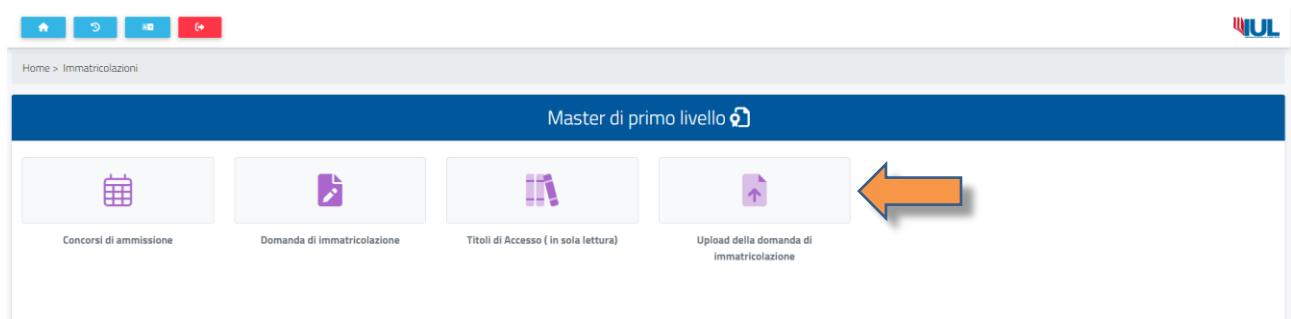 IUL
Home > Immatricolazioni
Master di primo livello
Concorsi di ammissione
Domanda di immatricolazione
Titoli di Accesso ( in sola lettura)
Upload della domanda di
immatricolazione